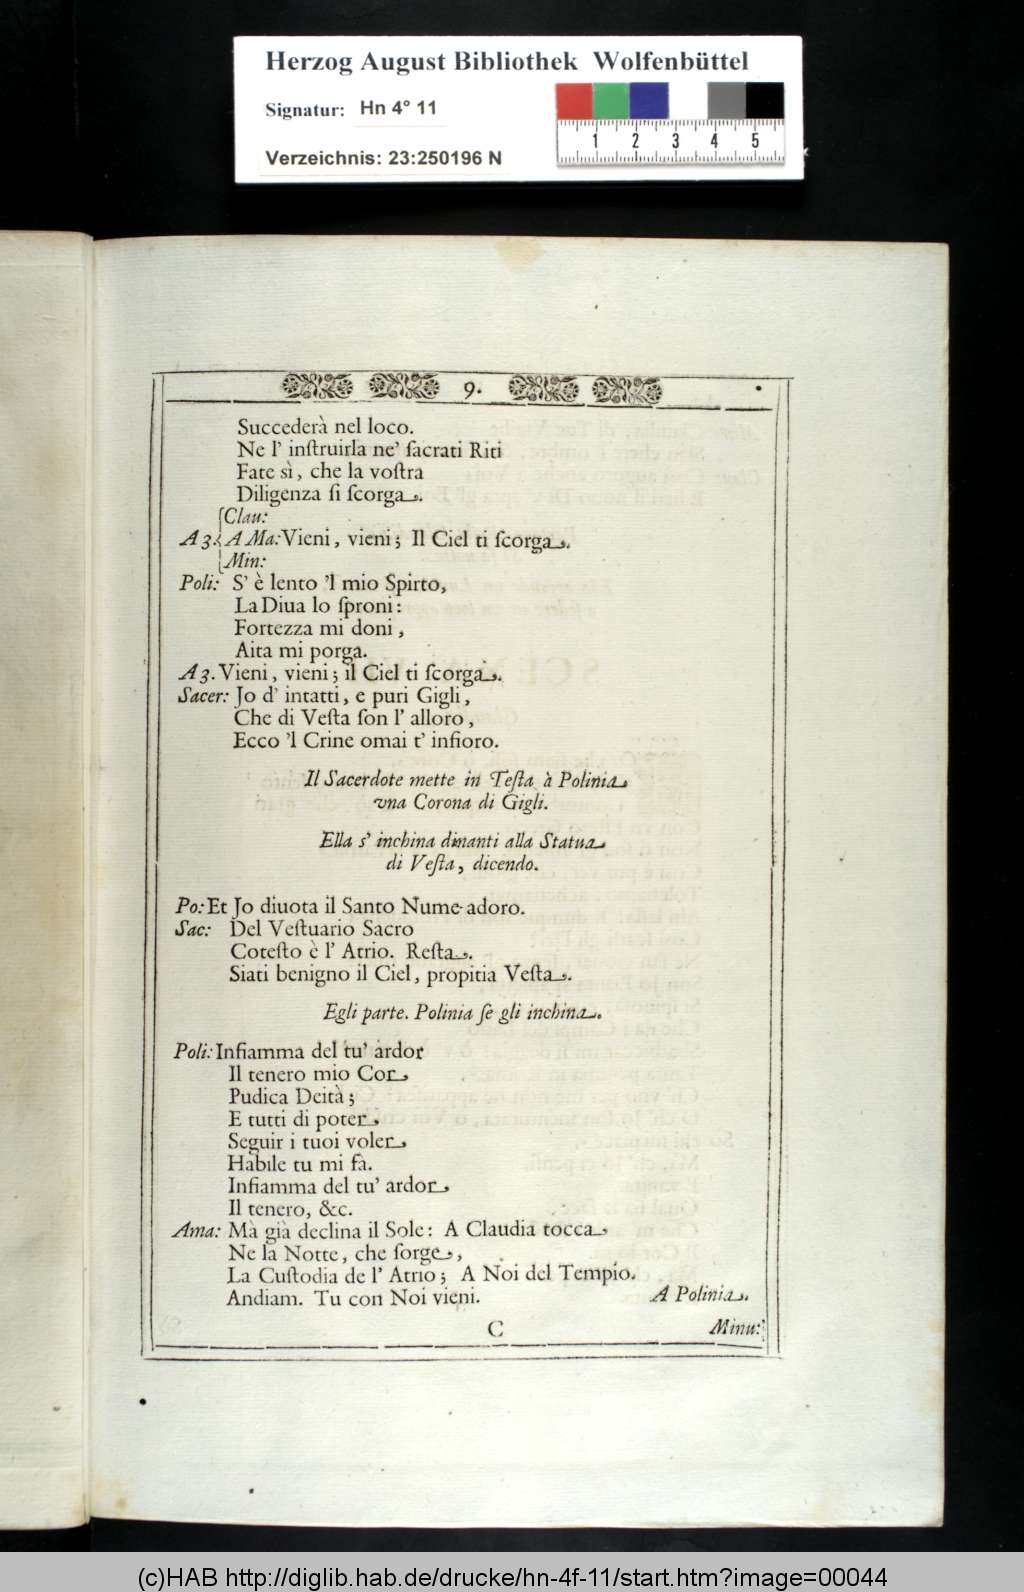 Herzog August Bibliothek Wolfenbüttel
Signatur: Hn 4° 11
Verzeichnis: 23:250196 N
1 2 3 4 5
9.
Succederà nel loco.
Ne l' inſtruirla ne' ſacrati Riti
Fate sì, che la voſtra
Diligenza ſi ſcorga.
Clau:
A 3. A Ma: Vieni, vieni; Il Ciel ti ſcorga.
Min:
Poli: S' è lento 'l mio Spirto,
La Diua lo ſproni:
Fortezza mi doni,
Aita mi porga.
A 3. Vieni, vieni; il Ciel ti ſcorga.
Sacer: Jo d' intatti, e puri Gigli,
Che di Veſta ſon l' alloro,
Ecco 'l Crine omai t' infioro.
Il Sacerdote mette in Teſta à Polinia
vna Corona di Gigli.
Ella s' inchina dinanti alla Statua
di Veſta, dicendo.
Po: Et Jo diuota il Santo Nume adoro.
Sac: Del Veſtuario Sacro
Coteſto è l' Atrio. Reſta.
Siati benigno il Ciel, propitia Veſta.
Egli parte. Polinia ſe gli inchina.
Poli: Infiamma del tu' ardor
Il tenero mio Cor
Pudica Deità;
E tutti di poter
Seguir i tuoi voler
Habile tu mi fà.
Infiamma del tu' ardor
Il tenero, &c.
Ama: Mà già declina il Sole: A Claudia tocca
Ne la Notte, che ſorge,
La Cuſtodia de l' Atrio; A Noi del Tempio.
Andiam. Tu con Noi vieni. A Polinia.
C Minu:
(c)HAB http://diglib.hab.de/drucke/hn-4f-11/start.htm?image=00044